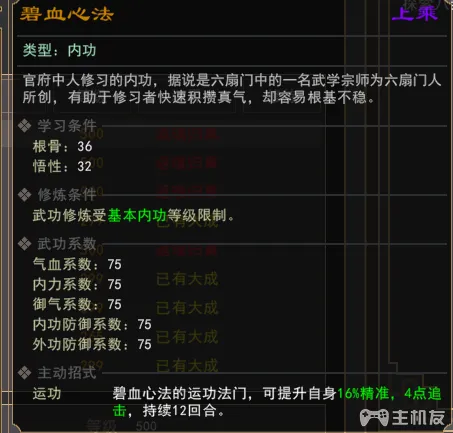 碧血心法 上乘
类型：内功
官府中人修习的内功，据说是六扇门中的一名武学宗师为六扇门人
所创，有助于修习者快速积攒真气，却容易根基不稳。
学习条件
根骨：36
悟性：32
修炼条件
武功修炼受基本内功等级限制。
武功系数
气血系数：75
已有大成
内力系数：75
已有大成
御气系数：75
内功防御系数：75
外功防御系数：75
已有大成
主动招式
运功 碧血心法的运功法门，可提升自身16%精准，4点追
击，持续12回合。
等级 500
主机友